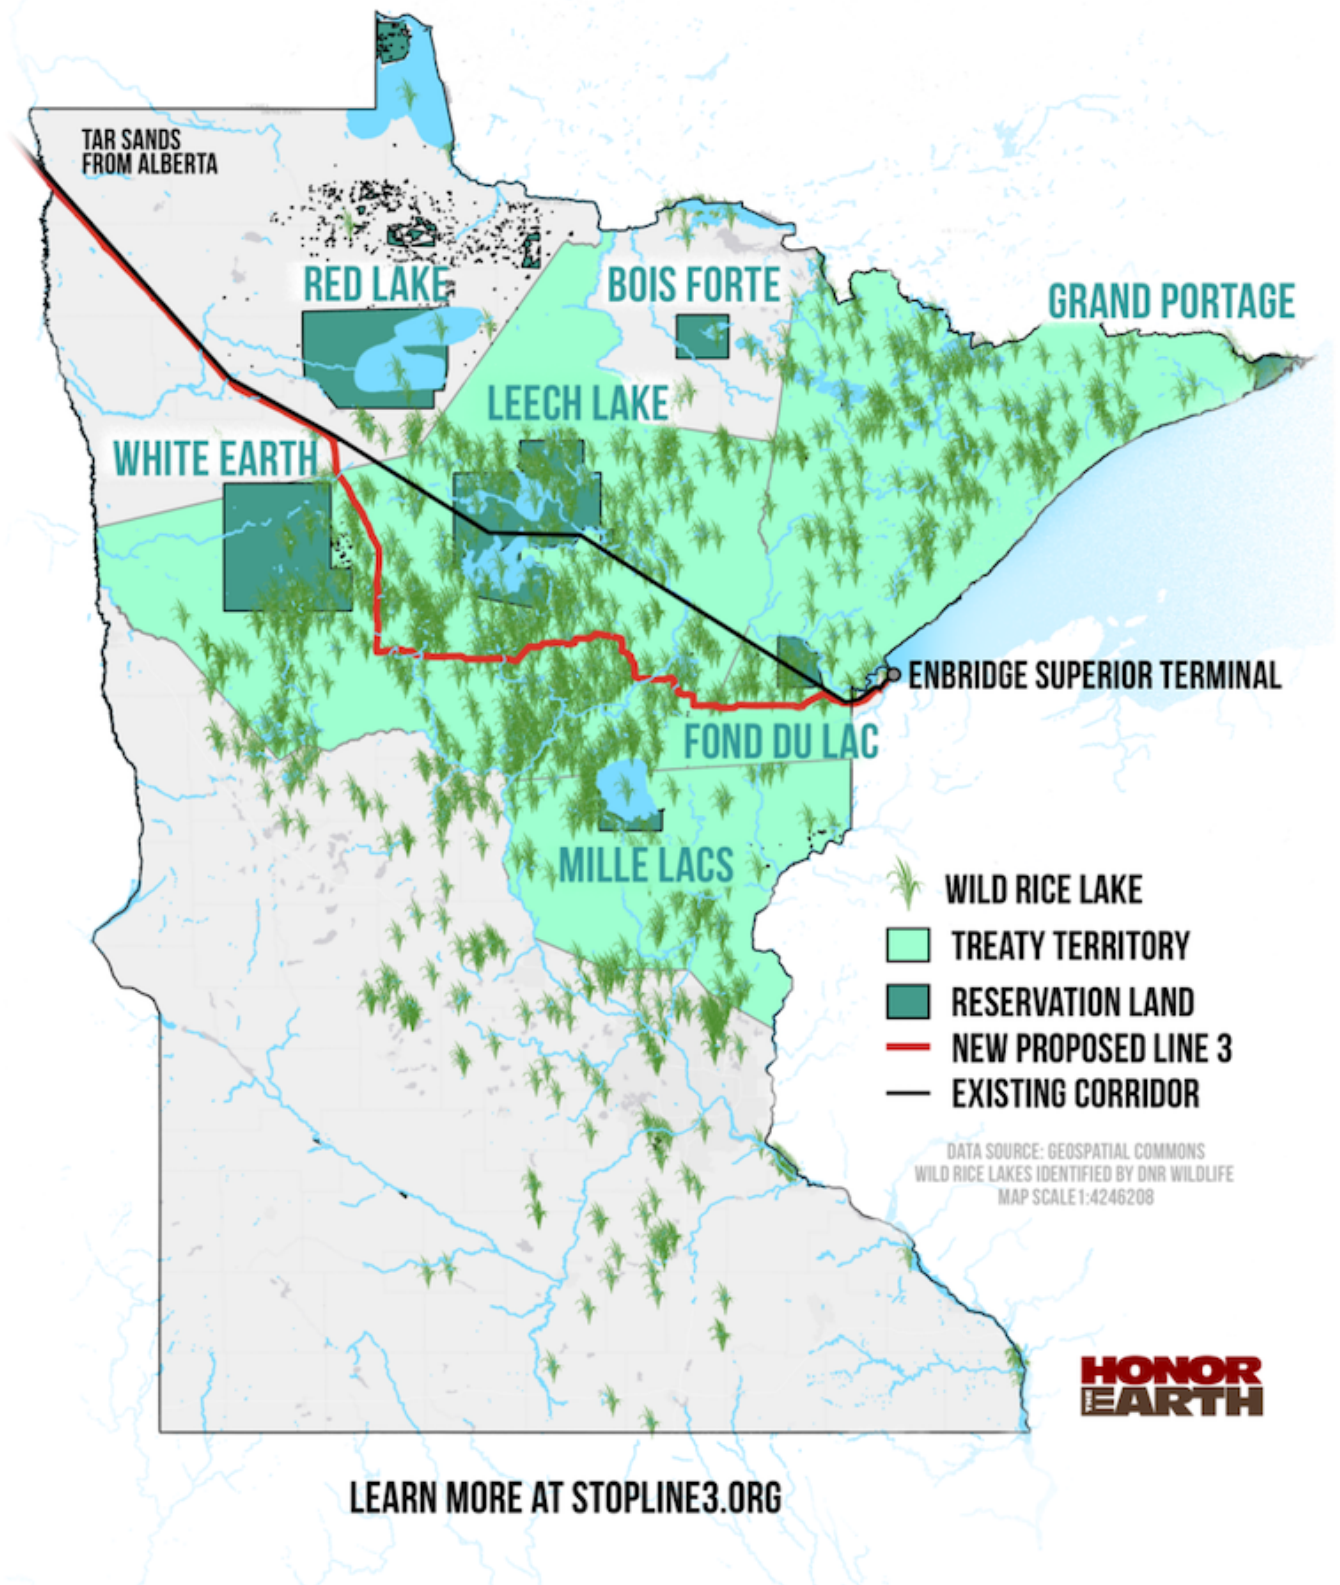 TAR SANDS
FROM ALBERTA
RED LAKE
BOIS FORTE
GRAND PORTAGE
LEECH LAKE
WHITE EARTH
ENBRIDGE SUPERIOR TERMINAL
FOND DU LAC
MILLE LACS
WILD RICE LAKE
TREATY TERRITORY
RESERVATION LAND
NEW PROPOSED LINE 3
EXISTING CORRIDOR
DATA SOURCE: GEOSPATIAL COMMONS
WILD RICE LAKES IDENTIFIED BY DNR WILDLIFE
MAP SCALE1:4246208
HONOR
THE EARTH
LEARN MORE AT STOPLINE3.ORG